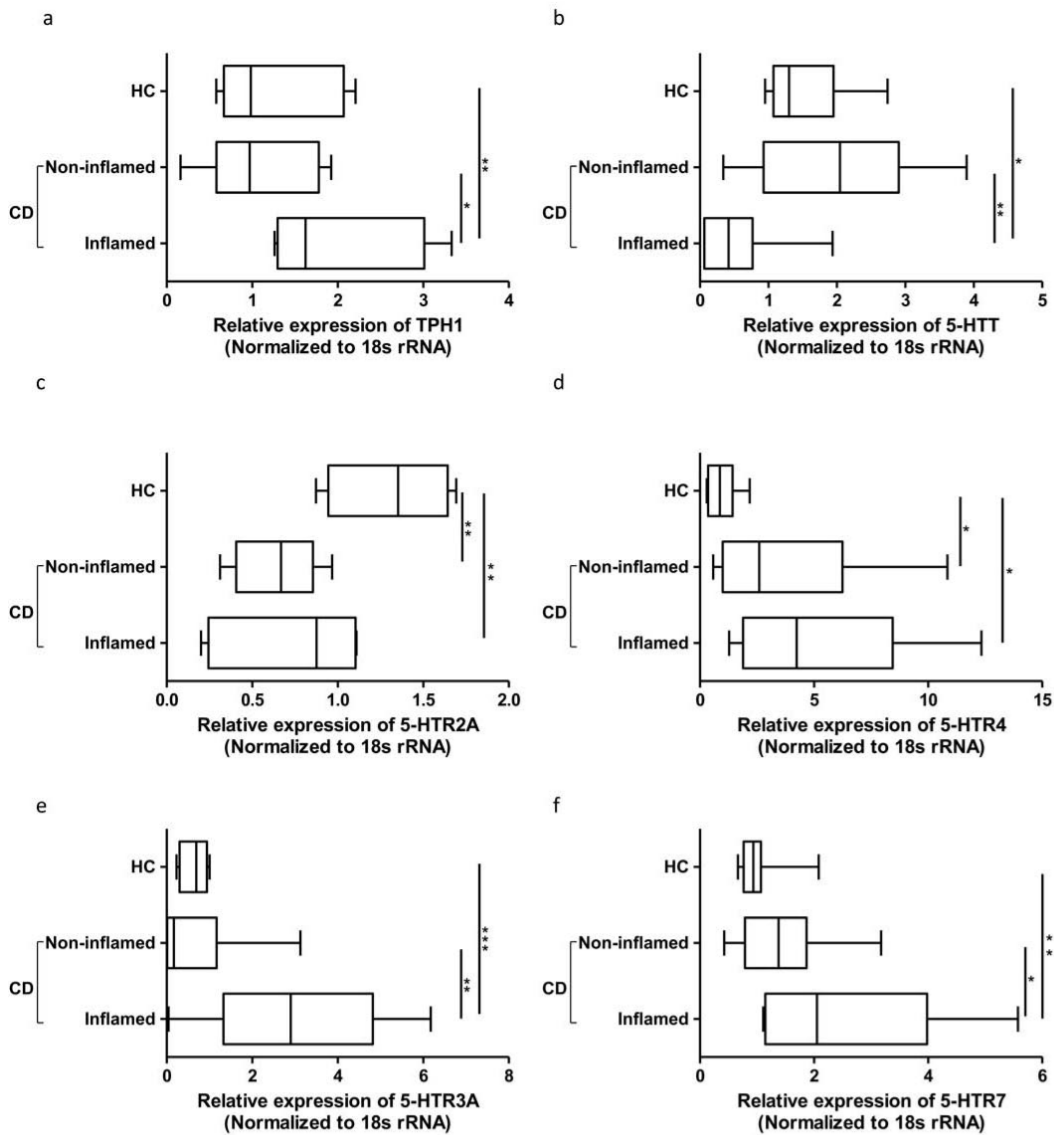 a
HC
Non-inflamed
CD
Inflamed
**
*
0 1 2 3 4
Relative expression of TPH1
(Normalized to 18s rRNA)
b
HC
Non-inflamed
CD
Inflamed
*
**
0 1 2 3 4 5
Relative expression of 5-HTT
(Normalized to 18s rRNA)
c
HC
Non-inflamed
CD
Inflamed
**
**
0.0 0.5 1.0 1.5 2.0
Relative expression of 5-HTR2A
(Normalized to 18s rRNA)
d
HC
Non-inflamed
CD
Inflamed
*
*
0 5 10 15
Relative expression of 5-HTR4
(Normalized to 18s rRNA)
e
HC
Non-inflamed
CD
Inflamed
***
**
0 2 4 6 8
Relative expression of 5-HTR3A
(Normalized to 18s rRNA)
f
HC
Non-inflamed
CD
Inflamed
**
*
0 2 4 6
Relative expression of 5-HTR7
(Normalized to 18s rRNA)